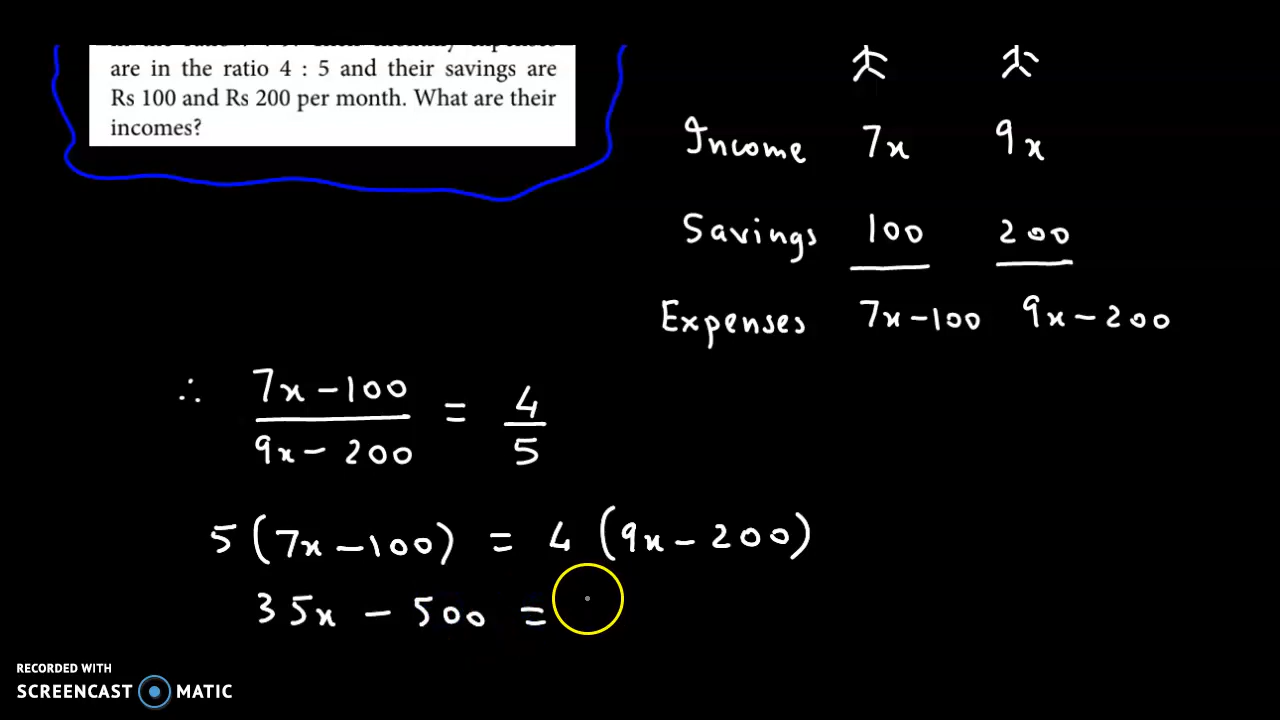 are in the ratio 4 : 5 and their savings are
Rs 100 and Rs 200 per month. What are their
incomes?
Income 7x 9x
Savings 100 200
Expenses 7x-100 9x-200
∴ 7x-100 / 9x-200 = 4 / 5
5(7x-100) = 4(9x-200)
35x - 500 =
RECORDED WITH
SCREENCAST MATIC